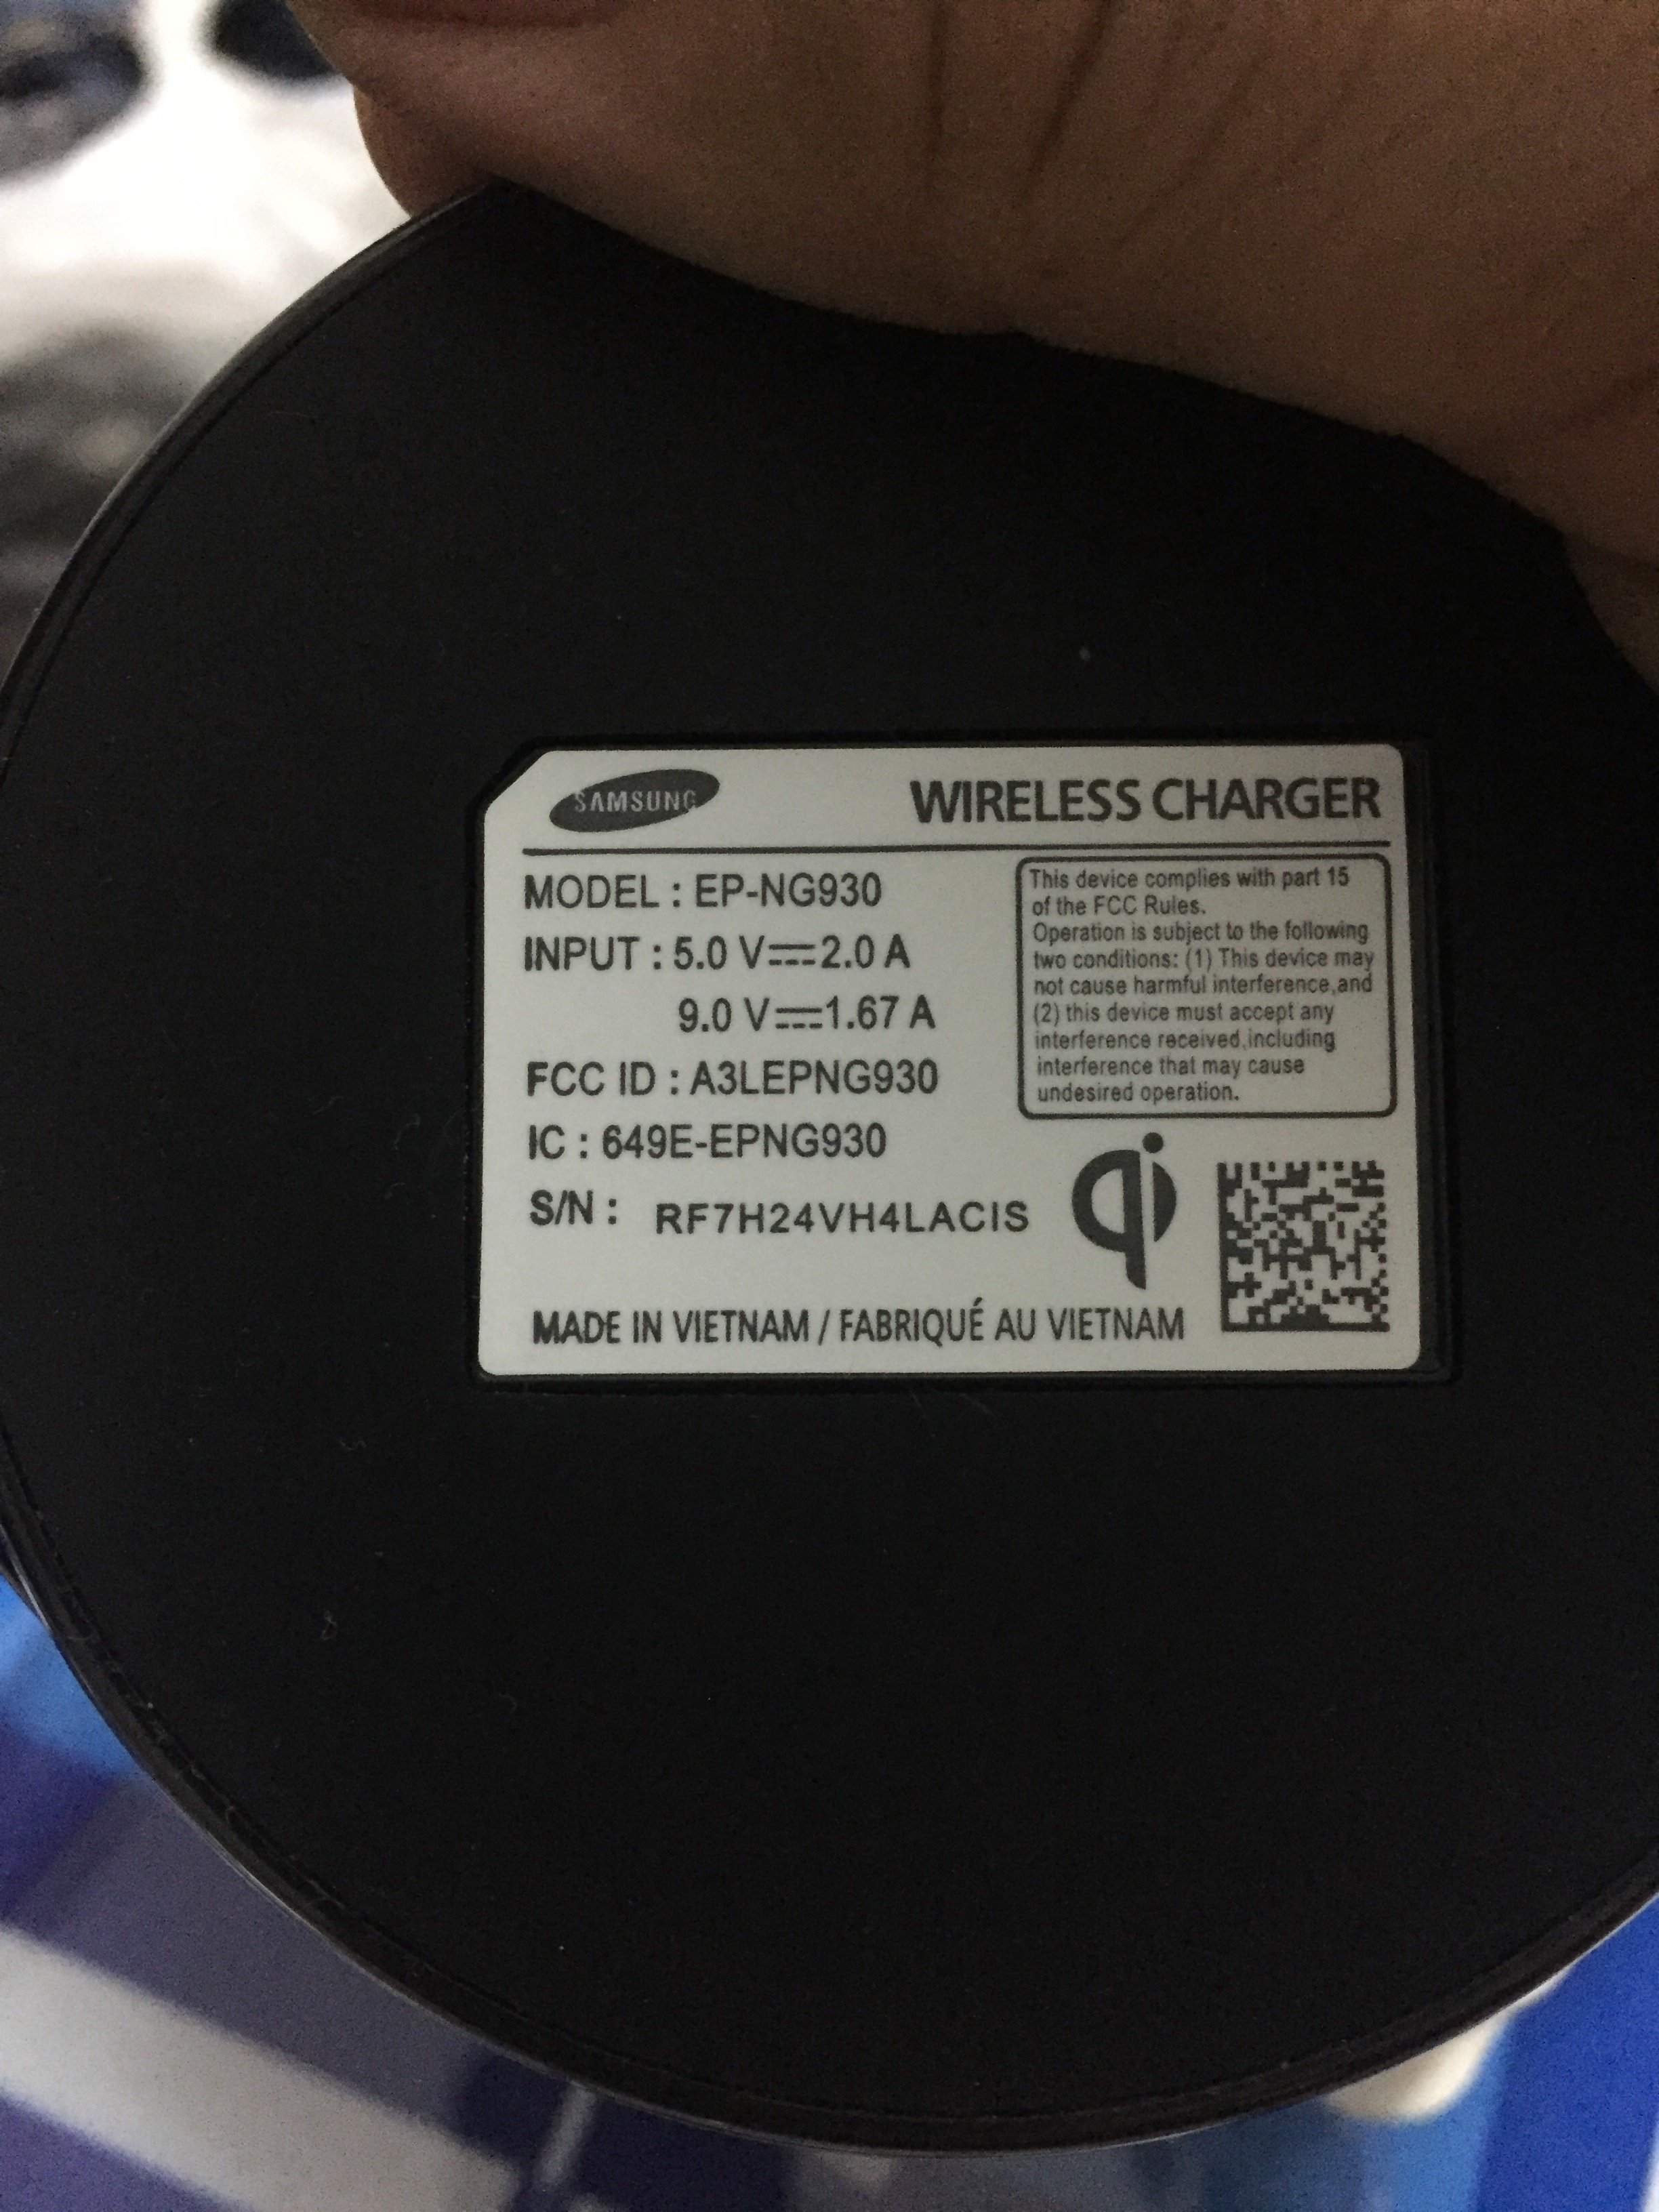 SAMSUNG
WIRELESS CHARGER
MODEL : EP-NG930
INPUT : 5.0 V⎓2.0 A
9.0 V⎓1.67 A
FCC ID : A3LEPNG930
IC : 649E-EPNG930
S/N : RF7H24VH4LACIS
This device complies with part 15
of the FCC Rules.
Operation is subject to the following
two conditions: (1) This device may
not cause harmful interference,and
(2) this device must accept any
interference received,including
interference that may cause
undesired operation.
qi
MADE IN VIETNAM / FABRIQUÉ AU VIETNAM